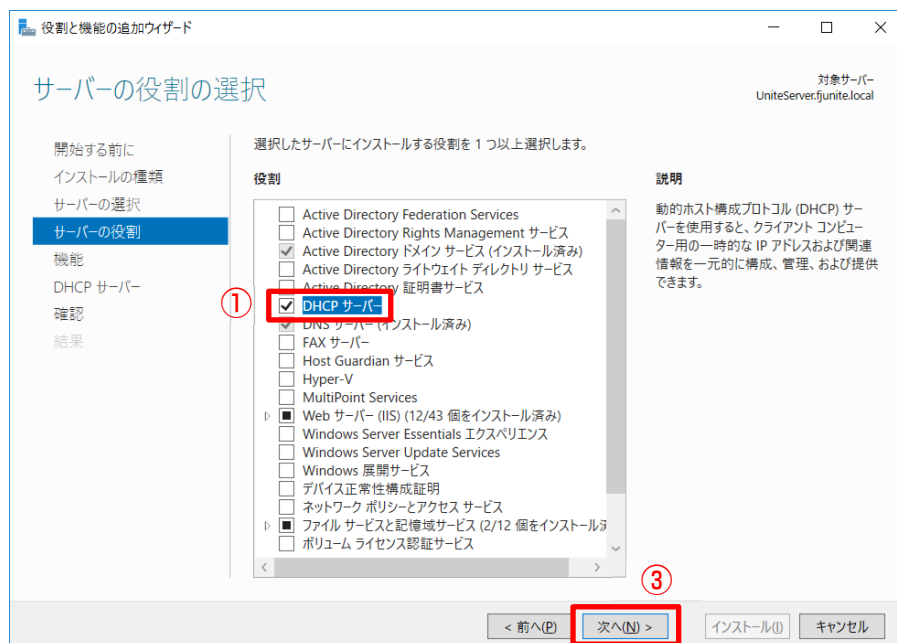 役割と機能の追加ウィザード
サーバーの役割の選択
対象サーバー
UniteServer.fjunite.local
開始する前に
インストールの種類
サーバーの選択
サーバーの役割
機能
DHCP サーバー
確認
結果
選択したサーバーにインストールする役割を 1 つ以上選択します。
役割
Active Directory Federation Services
Active Directory Rights Management サービス
Active Directory ドメイン サービス (インストール済み)
Active Directory ライトウェイト ディレクトリ サービス
Active Directory 証明書サービス
① DHCP サーバー
DNS サーバー (インストール済み)
FAX サーバー
Host Guardian サービス
Hyper-V
MultiPoint Services
Web サーバー (IIS) (12/43 個をインストール済み)
Windows Server Essentials エクスペリエンス
Windows Server Update Services
Windows 展開サービス
デバイス正常性構成証明
ネットワーク ポリシーとアクセス サービス
ファイル サービスと記憶域サービス (2/12 個をインストール済
ボリューム ライセンス認証サービス
説明
動的ホスト構成プロトコル (DHCP) サー
バーを使用すると、クライアント コンピュー
ター用の一時的な IP アドレスおよび関連
情報を一元的に構成、管理、および提供
できます。
③
< 前へ(P)
次へ(N) >
インストール(I)
キャンセル